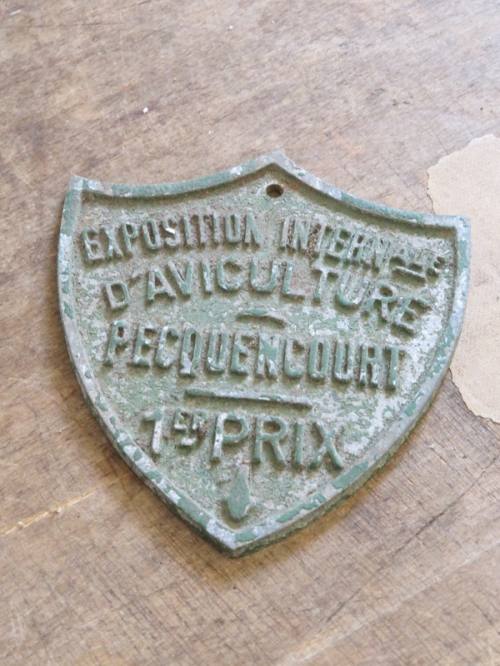 EXPOSITION INTERNALE
D'AVICULTURE
PECQUENCOURT
1ER PRIX